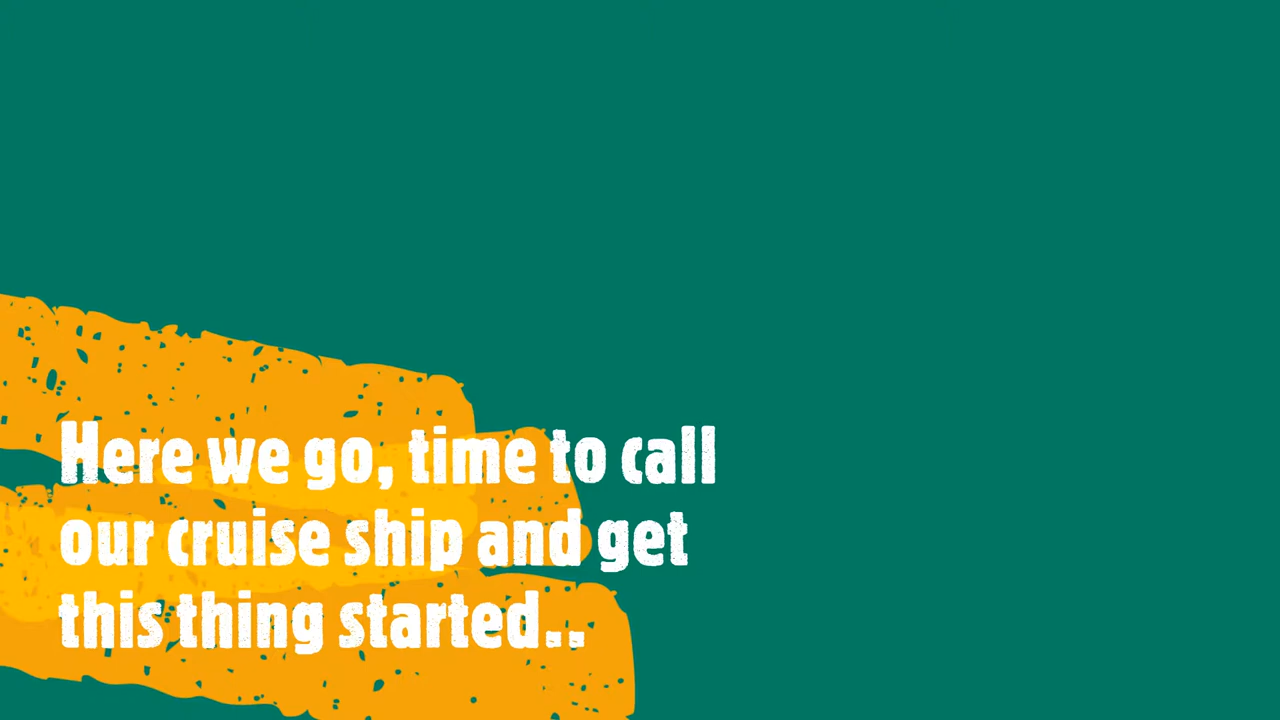 Here we go, time to call
our cruise ship and get
this thing started..